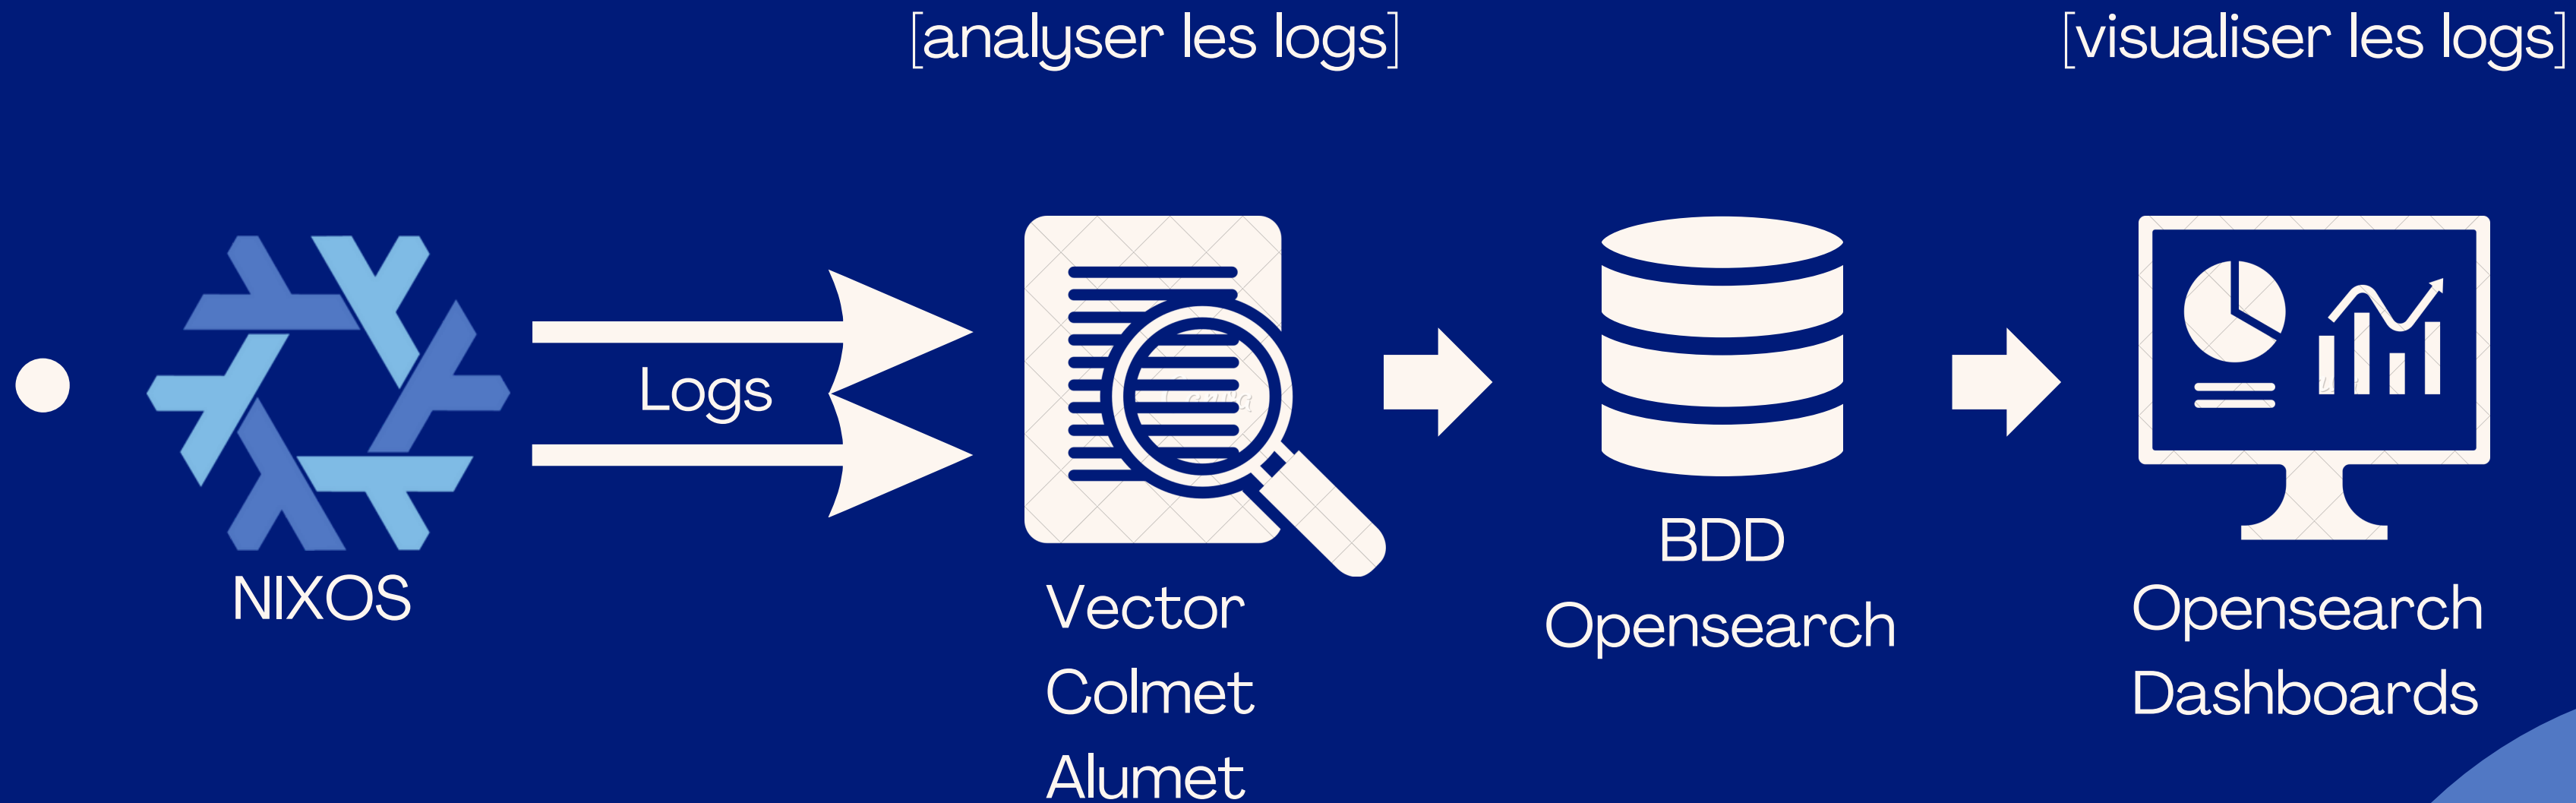 [analyser les logs]
[visualiser les logs]
Logs
NIXOS
Vector
Colmet
Alumet
BDD
Opensearch
Opensearch
Dashboards